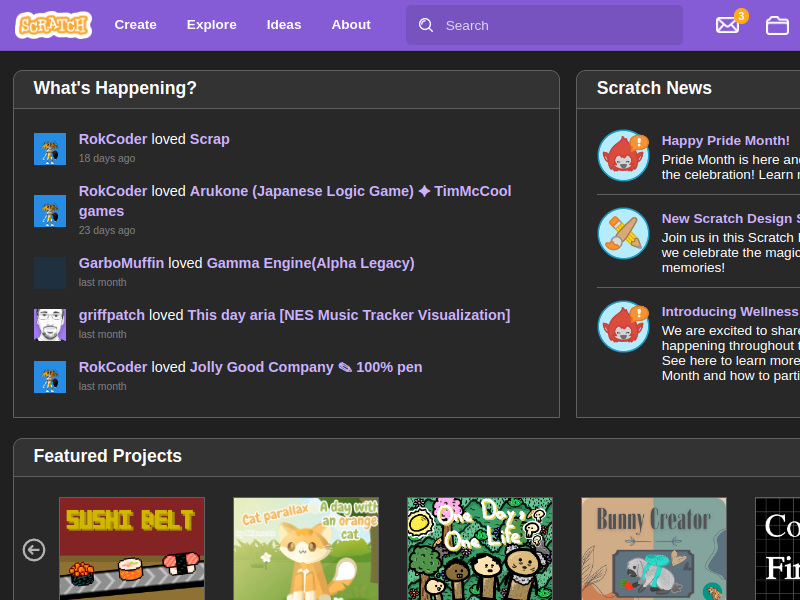 SCRATCH
Create
Explore
Ideas
About
Search
3
What's Happening?
RokCoder loved Scrap
18 days ago
RokCoder loved Arukone (Japanese Logic Game) ✦ TimMcCool
games
23 days ago
GarboMuffin loved Gamma Engine(Alpha Legacy)
last month
griffpatch loved This day aria [NES Music Tracker Visualization]
last month
RokCoder loved Jolly Good Company ✎ 100% pen
last month
Scratch News
Happy Pride Month!
Pride Month is here and
the celebration! Learn
New Scratch Design
Join us in this Scratch
we celebrate the magic
memories!
Introducing Wellness
We are excited to share
happening throughout
See here to learn more
Month and how to parti
Featured Projects
SUSHI BELT
Cat parallax
A day with
an orange
cat
One Day,
One Life
Bunny Creator
Co
Fir